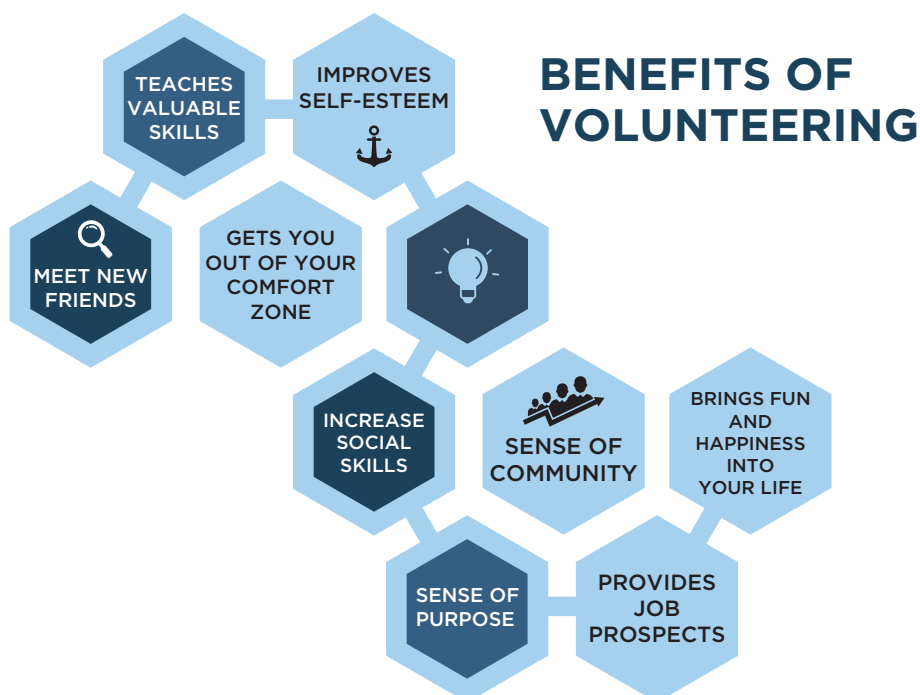 BENEFITS OF
VOLUNTEERING
TEACHES
VALUABLE
SKILLS
IMPROVES
SELF-ESTEEM
MEET NEW
FRIENDS
GETS YOU
OUT OF YOUR
COMFORT
ZONE
INCREASE
SOCIAL
SKILLS
SENSE OF
COMMUNITY
BRINGS FUN
AND
HAPPINESS
INTO
YOUR LIFE
SENSE OF
PURPOSE
PROVIDES
JOB
PROSPECTS